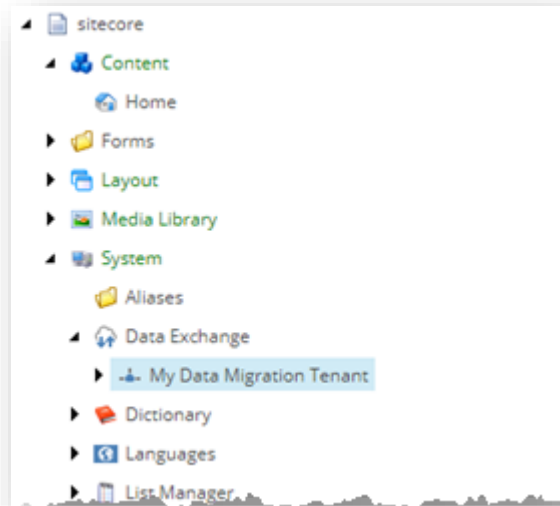 sitecore
Content
Home
Forms
Layout
Media Library
System
Aliases
Data Exchange
My Data Migration Tenant
Dictionary
Languages
List Manager